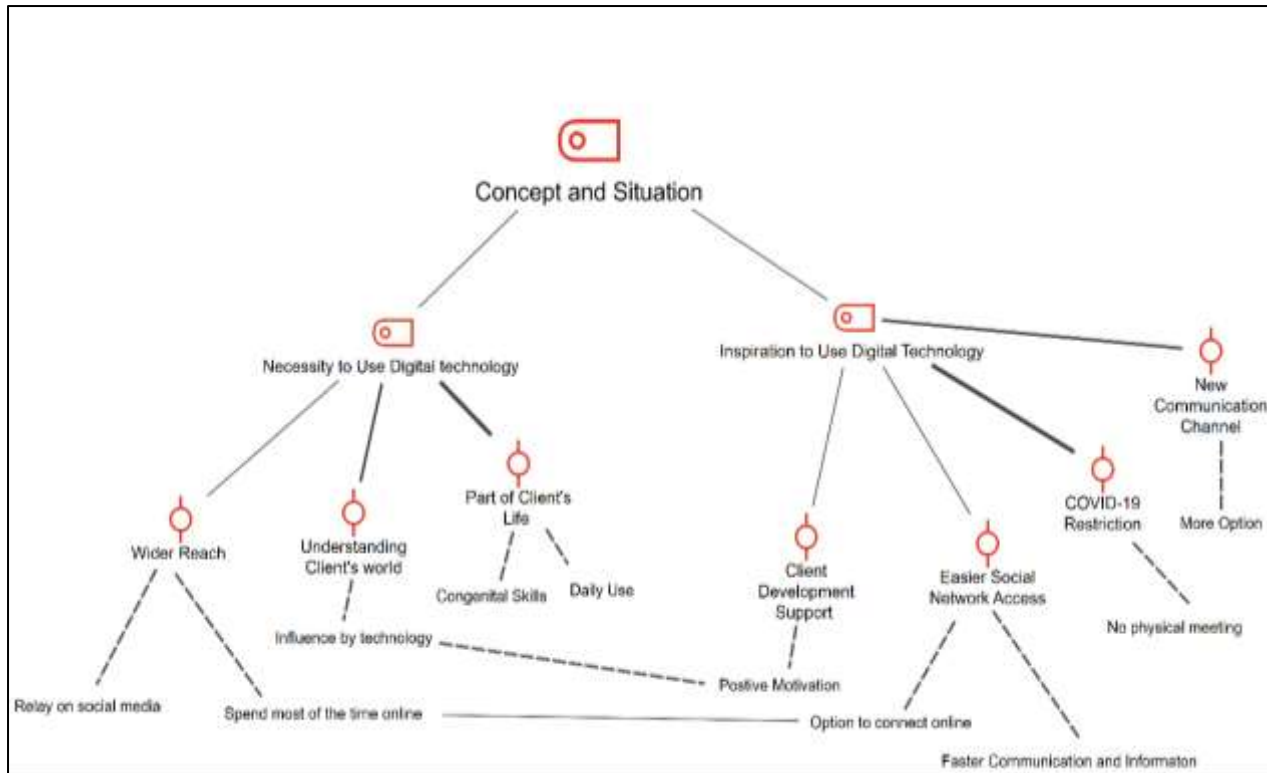 Concept and Situation
Necessity to Use Digital technology
Inspiration to Use Digital Technology
New
Communication
Channel
Part of Client's
Life
COVID-19
Restriction
More Option
Wider Reach
Understanding
Client's world
Client
Development
Support
Easier Social
Network Access
Congenital Skills
Daily Use
Influence by technology
No physical meeting
Postive Motivation
Relay on social media
Spend most of the time online
Option to connect online
Faster Communication and Informaton